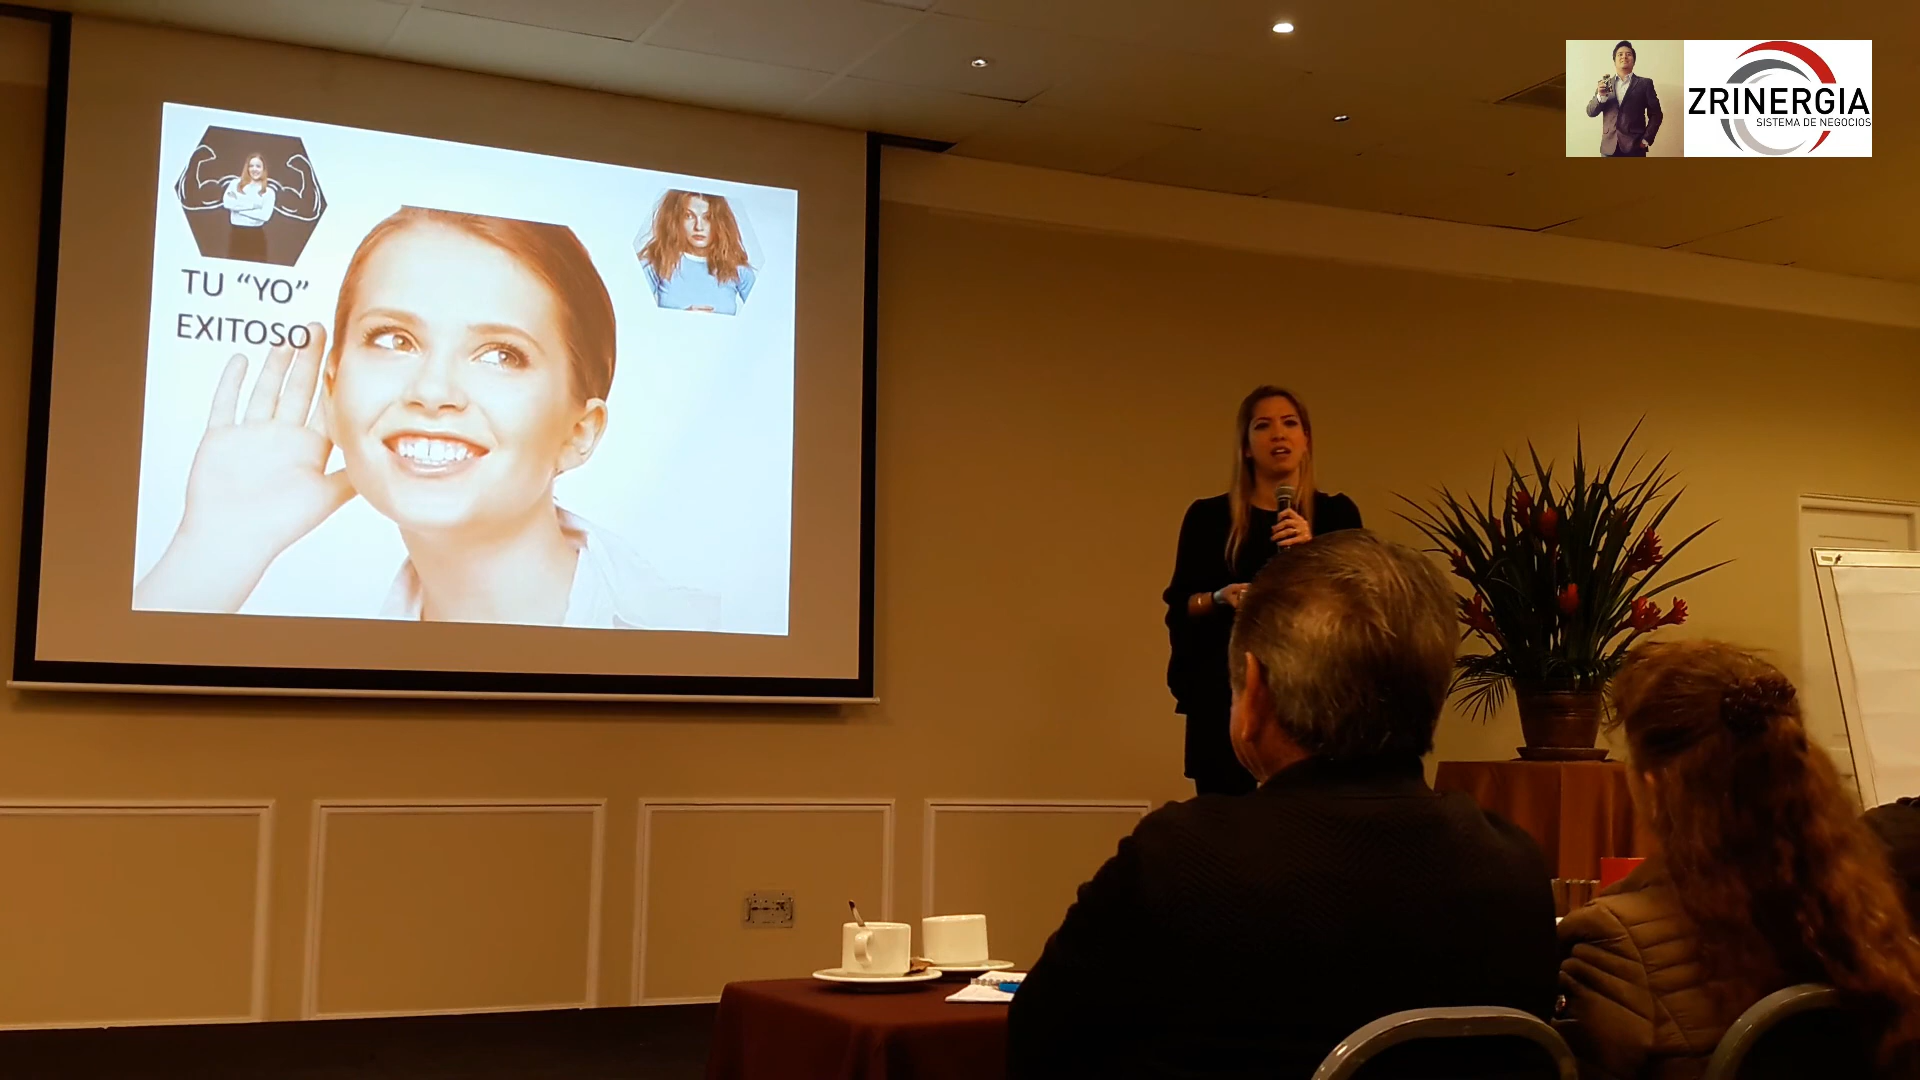 TU “YO”
EXITOSO
ZRINERGIA
SISTEMA DE NEGOCIOS